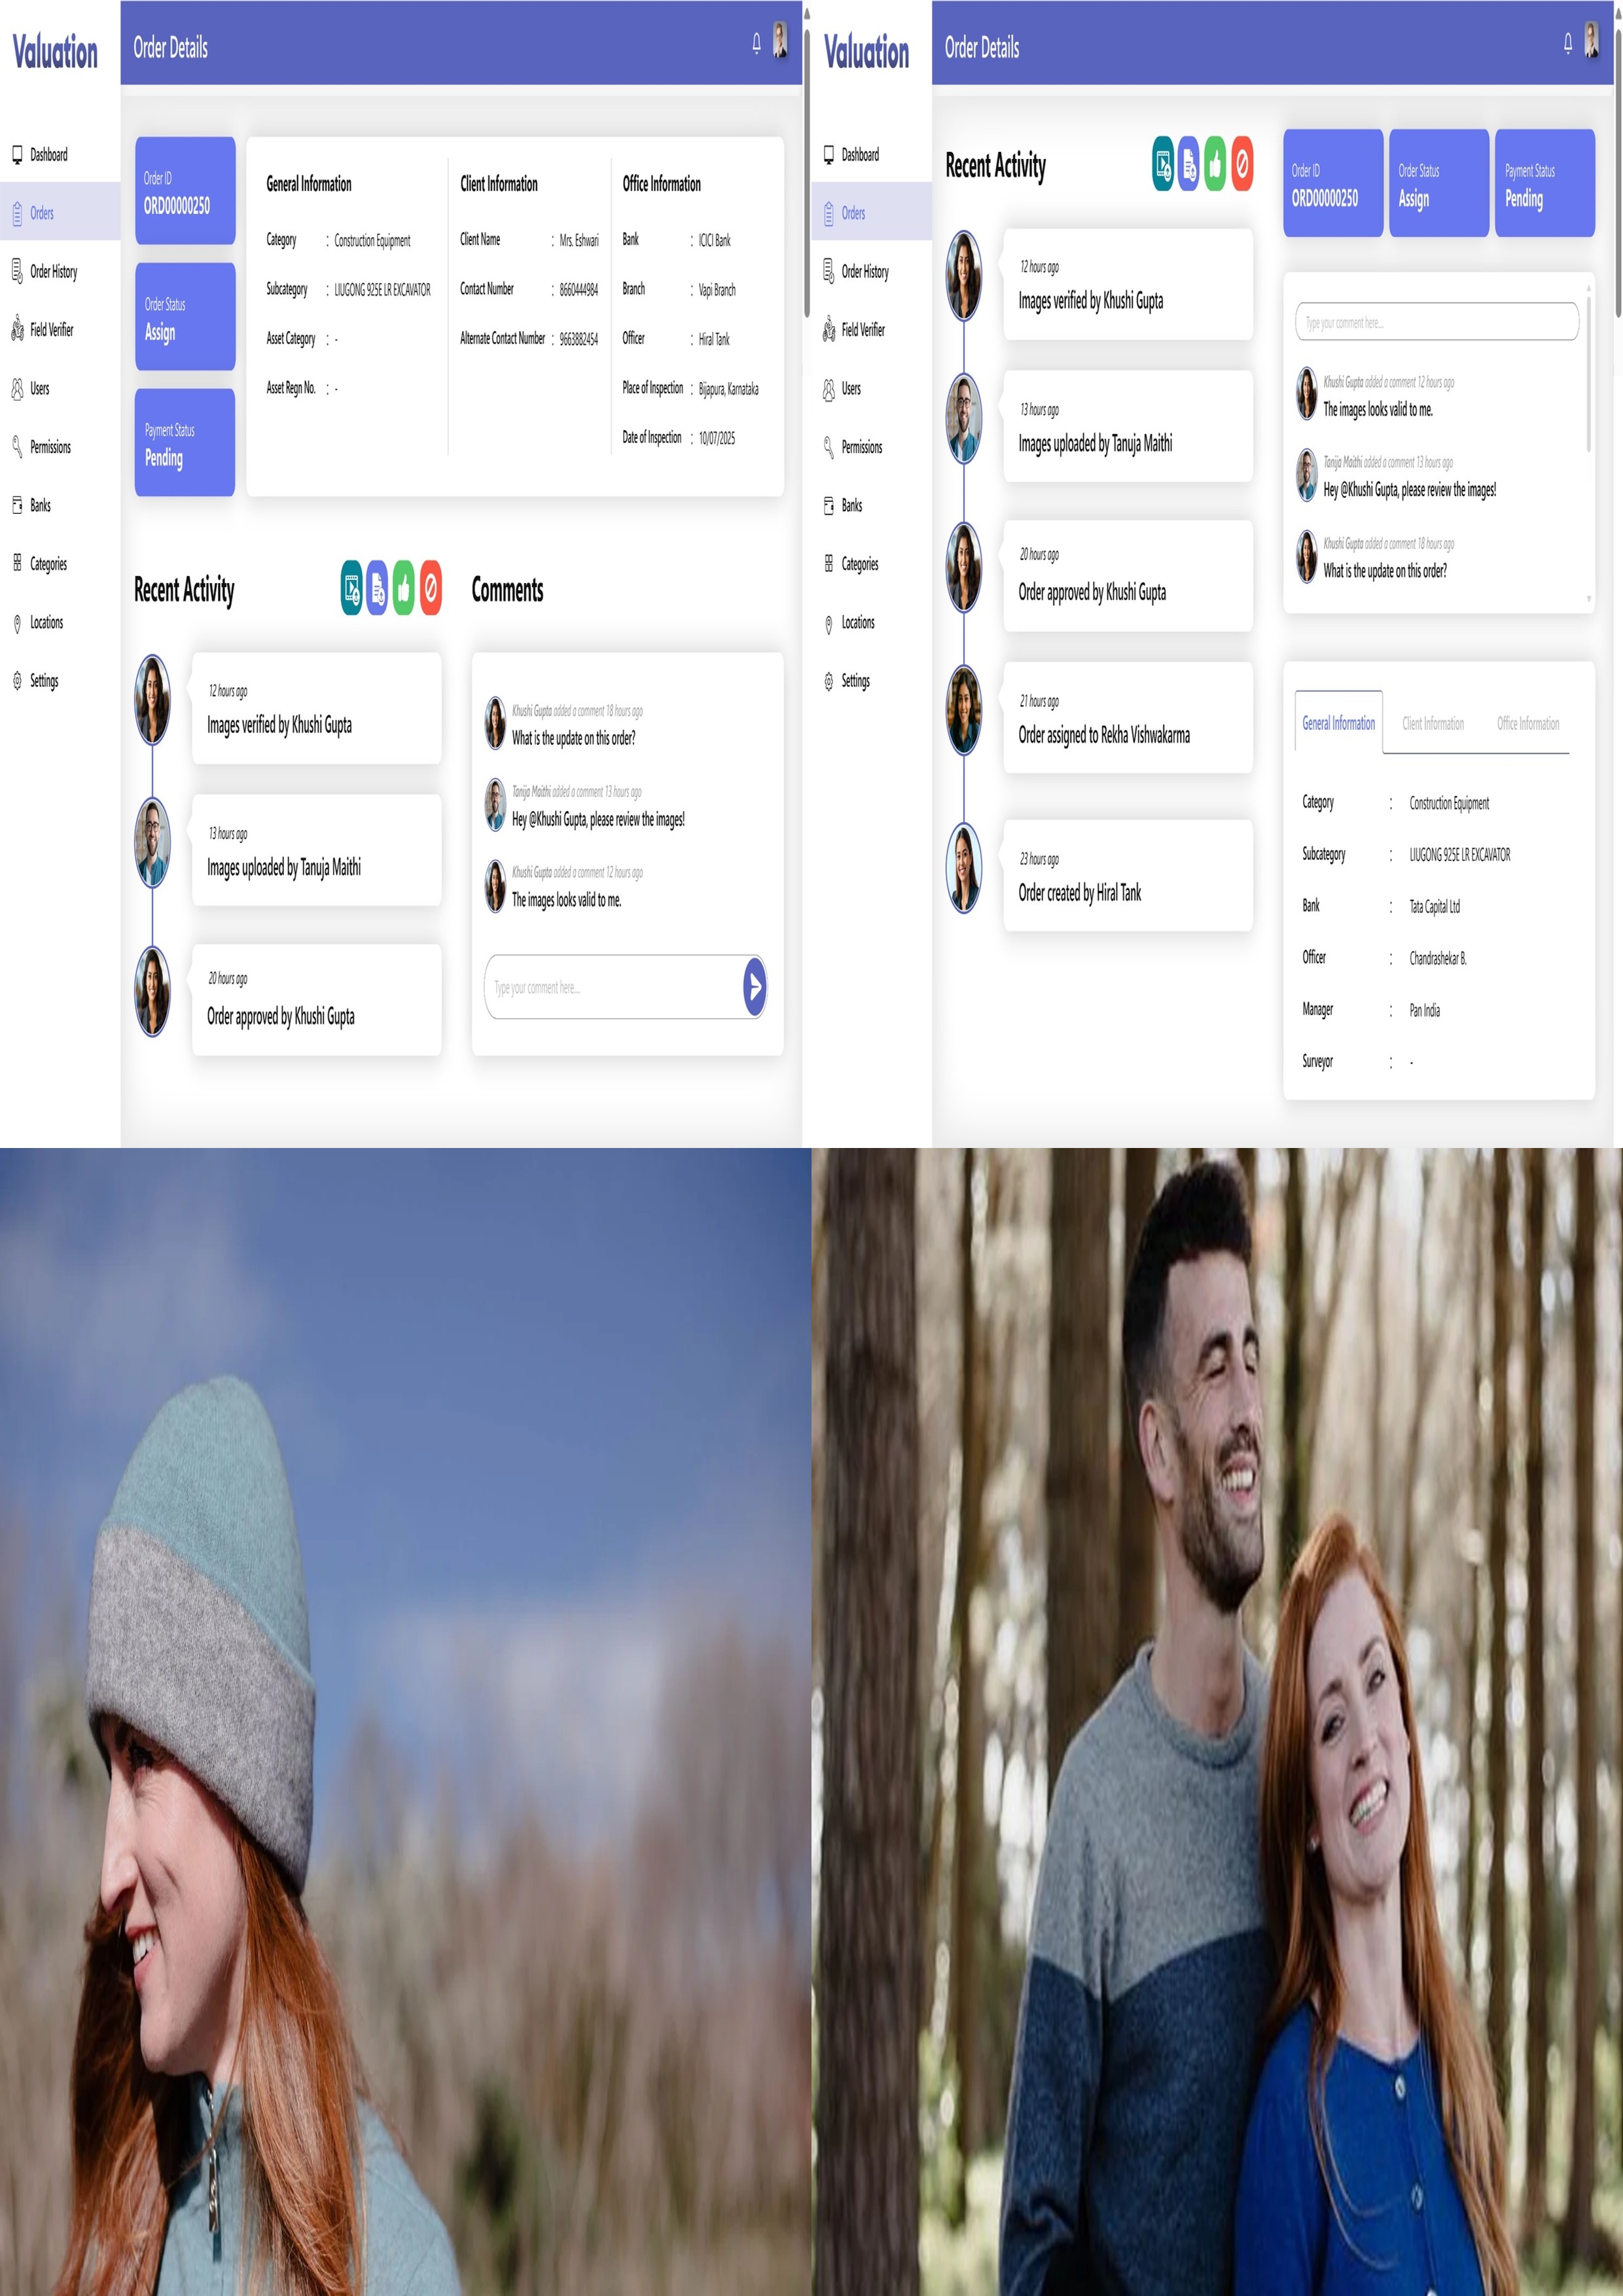 Valuation
Order Details
Dashboard
Orders
Order History
Field Verifier
Users
Permissions
Banks
Categories
Locations
Settings
Order ID
ORD00000250
Order Status
Assign
Payment Status
Pending
General Information
Category : Construction Equipment
Subcategory : LIUGONG 925E LR EXCAVATOR
Asset Category : -
Asset Regn No. : -
Client Information
Client Name : Mrs. Eshwari
Contact Number : 8660444984
Alternate Contact Number : 9663882454
Office Information
Bank : ICICI Bank
Branch : Vapi Branch
Officer : Hiral Tank
Place of Inspection : Bijapura, Karnataka
Date of Inspection : 10/07/2025
Recent Activity
12 hours ago
Images verified by Khushi Gupta
13 hours ago
Images uploaded by Tanuja Maithi
20 hours ago
Order approved by Khushi Gupta
Comments
Khushi Gupta added a comment 18 hours ago
What is the update on this order?
Tanija Maithi added a comment 13 hours ago
Hey @Khushi Gupta, please review the images!
Khushi Gupta added a comment 12 hours ago
The images looks valid to me.
Type your comment here...
Valuation
Order Details
Dashboard
Orders
Order History
Field Verifier
Users
Permissions
Banks
Categories
Locations
Settings
Recent Activity
12 hours ago
Images verified by Khushi Gupta
13 hours ago
Images uploaded by Tanuja Maithi
20 hours ago
Order approved by Khushi Gupta
21 hours ago
Order assigned to Rekha Vishwakarma
23 hours ago
Order created by Hiral Tank
Order ID
ORD00000250
Order Status
Assign
Payment Status
Pending
Type your comment here...
Khushi Gupta added a comment 12 hours ago
The images looks valid to me.
Tanija Maithi added a comment 13 hours ago
Hey @Khushi Gupta, please review the images!
Khushi Gupta added a comment 18 hours ago
What is the update on this order?
General Information Client Information Office Information
Category : Construction Equipment
Subcategory : LIUGONG 925E LR EXCAVATOR
Bank : Tata Capital Ltd
Officer : Chandrashekar B.
Manager : Pan India
Surveyor : -